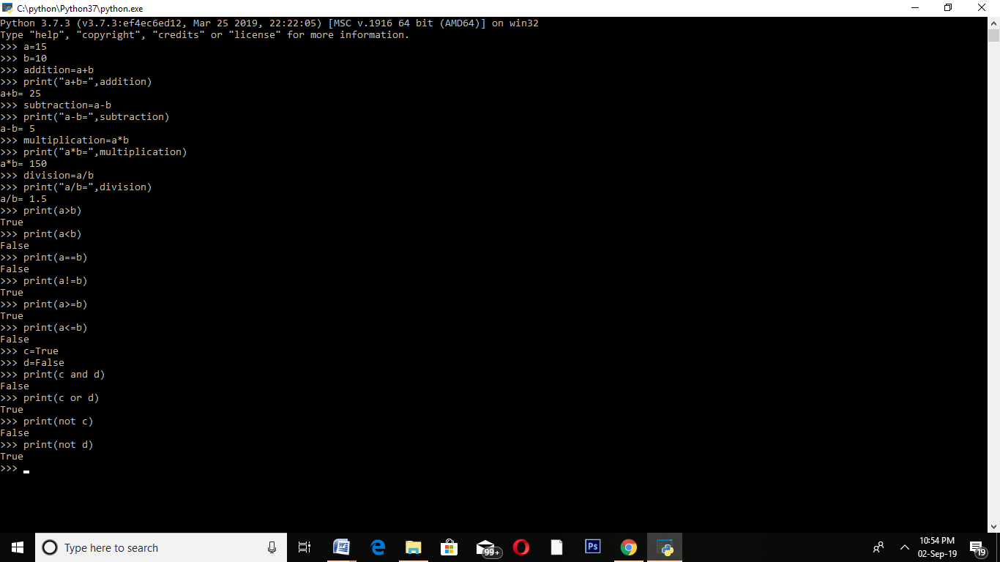 C:\python\Python37\python.exe
Python 3.7.3 (v3.7.3:ef4ec6ed12, Mar 25 2019, 22:22:05) [MSC v.1916 64 bit (AMD64)] on win32
Type "help", "copyright", "credits" or "license" for more information.
>>> a=15
>>> b=10
>>> addition=a+b
>>> print("a+b=",addition)
a+b= 25
>>> subtraction=a-b
>>> print("a-b=",subtraction)
a-b= 5
>>> multiplication=a*b
>>> print("a*b=",multiplication)
a*b= 150
>>> division=a/b
>>> print("a/b=",division)
a/b= 1.5
>>> print(a>b)
True
>>> print(a<b)
False
>>> print(a==b)
False
>>> print(a!=b)
True
>>> print(a>=b)
True
>>> print(a<=b)
False
>>> c=True
>>> d=False
>>> print(c and d)
False
>>> print(c or d)
True
>>> print(not c)
False
>>> print(not d)
True
>>>
Type here to search
99+
Ps
10:54 PM
02-Sep-19
19